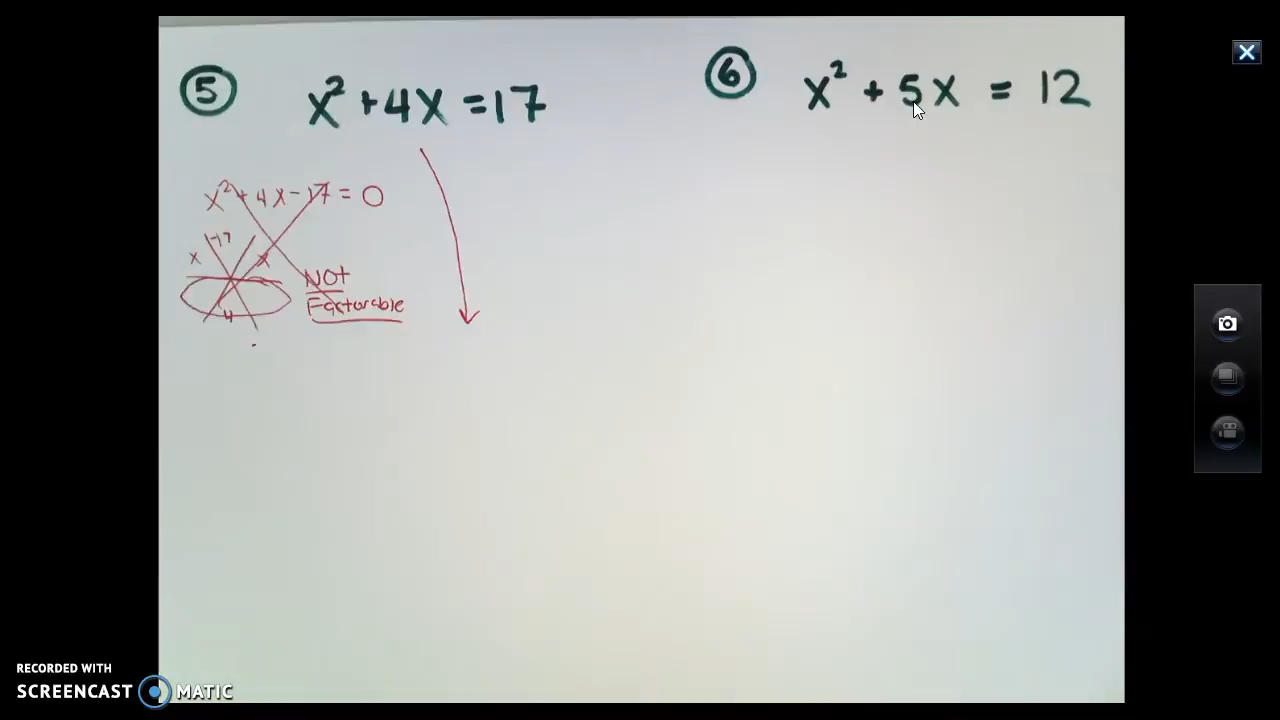 5 x² + 4x = 17
x² + 4x - 17 = 0
-17
x x
4
NOT
Factorable
6 x² + 5x = 12
RECORDED WITH
SCREENCAST MATIC